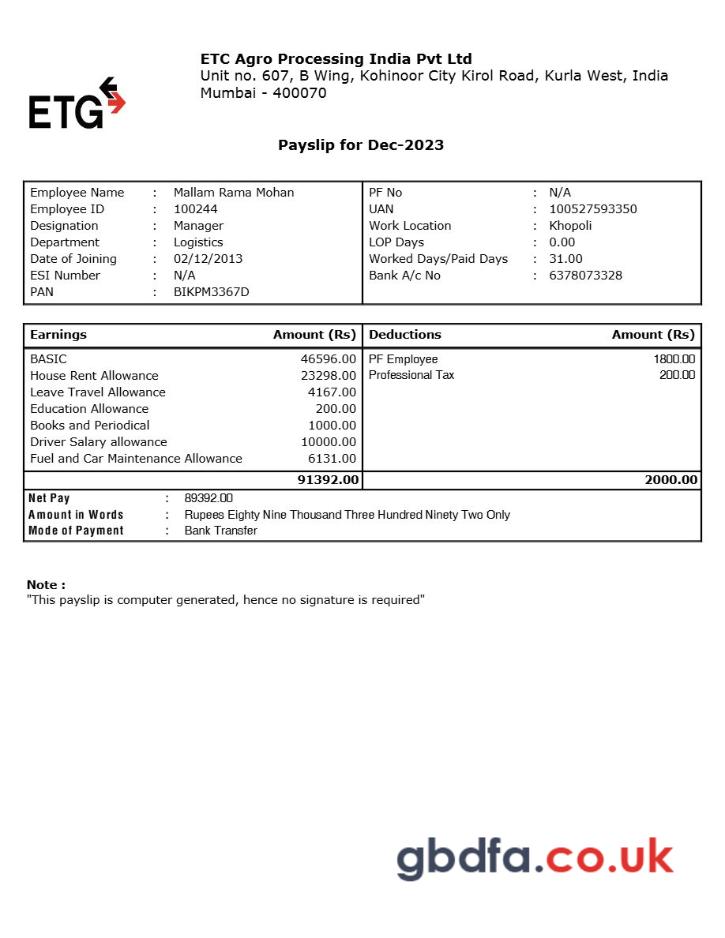 ETC Agro Processing India Pvt Ltd
Unit no. 607, B Wing, Kohinoor City Kirol Road, Kurla West, India
Mumbai - 400070
ETG
Payslip for Dec-2023
Employee Name : Mallam Rama Mohan PF No : N/A
Employee ID : 100244 UAN : 100527593350
Designation : Manager Work Location : Khopoli
Department : Logistics LOP Days : 0.00
Date of Joining : 02/12/2013 Worked Days/Paid Days : 31.00
ESI Number : N/A Bank A/c No : 6378073328
PAN : BIKPM3367D
Earnings Amount (Rs) Deductions Amount (Rs)
BASIC 46596.00 PF Employee 1800.00
House Rent Allowance 23298.00 Professional Tax 200.00
Leave Travel Allowance 4167.00
Education Allowance 200.00
Books and Periodical 1000.00
Driver Salary allowance 10000.00
Fuel and Car Maintenance Allowance 6131.00
91392.00 2000.00
Net Pay : 89392.00
Amount in Words : Rupees Eighty Nine Thousand Three Hundred Ninety Two Only
Mode of Payment : Bank Transfer
Note :
"This payslip is computer generated, hence no signature is required"
gbdfa.co.uk